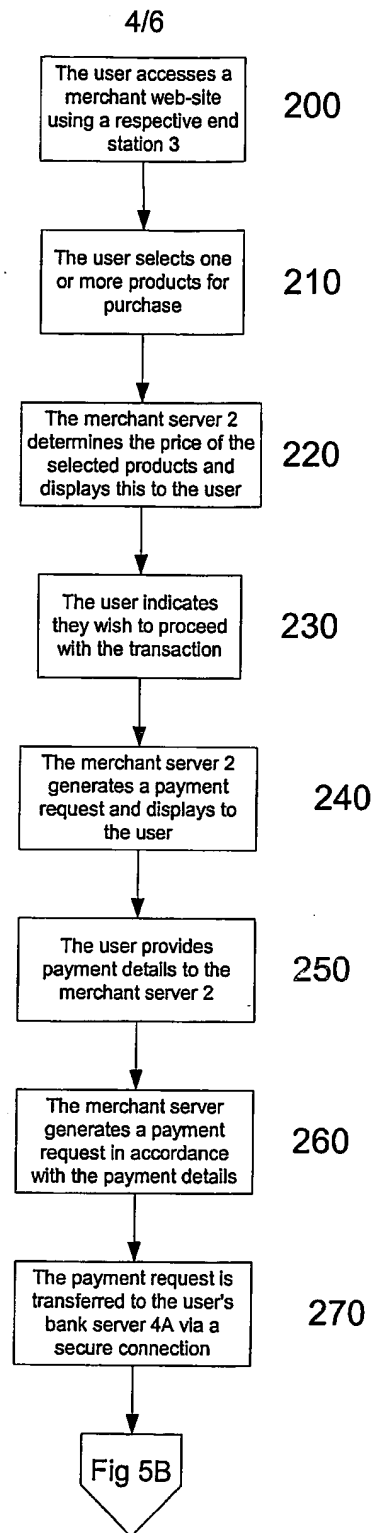 4/6
The user accesses a
merchant web-site
using a respective end
station 3
200
The user selects one
or more products for
purchase
210
The merchant server 2
determines the price of the
selected products and
displays this to the user
220
The user indicates
they wish to proceed
with the transaction
230
The merchant server 2
generates a payment
request and displays to
the user
240
The user provides
payment details to the
merchant server 2
250
The merchant server
generates a payment
request in accordance
with the payment details
260
The payment request is
transferred to the user's
bank server 4A via a
secure connection
270
Fig 5B